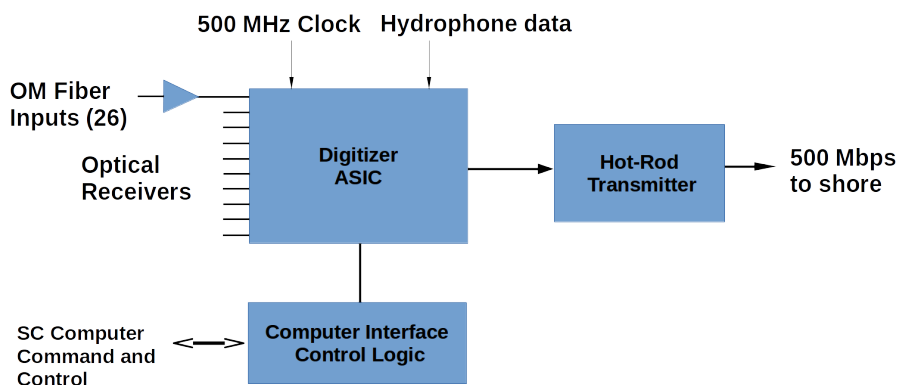 500 MHz Clock
Hydrophone data
OM Fiber
Inputs (26)
Optical
Receivers
Digitizer
ASIC
Hot-Rod
Transmitter
500 Mbps
to shore
Computer Interface
Control Logic
SC Computer
Command and
Control